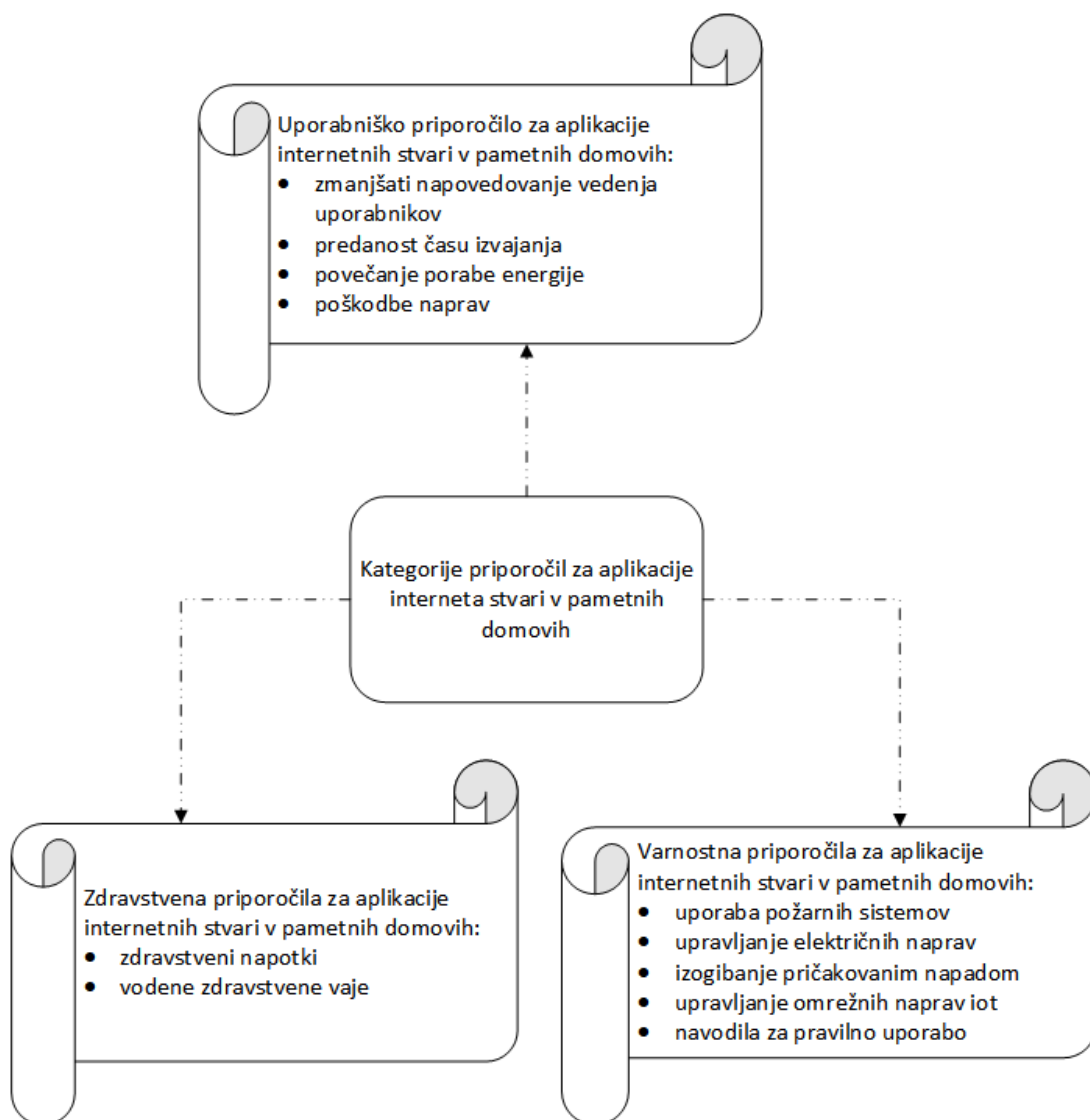 Uporabniško priporočilo za aplikacije
internetnih stvari v pametnih domovih:
• zmanjšati napovedovanje vedenja
uporabnikov
• predanost času izvajanja
• povečanje porabe energije
• poškodbe naprav
Kategorije priporočil za aplikacije
interneta stvari v pametnih
domovih
Zdravstvena priporočila za aplikacije
internetnih stvari v pametnih domovih:
• zdravstveni napotki
• vodene zdravstvene vaje
Varnostna priporočila za aplikacije
internetnih stvari v pametnih domovih:
• uporaba požarnih sistemov
• upravljanje električnih naprav
• izogibanje pričakovanim napadom
• upravljanje omrežnih naprav iot
• navodila za pravilno uporabo